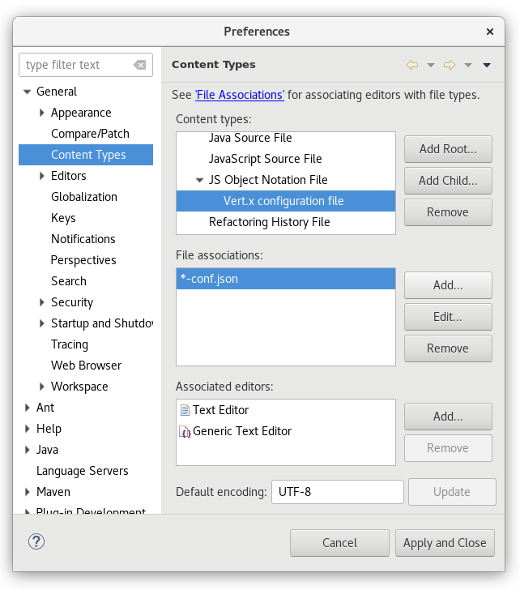 Preferences
type filter text
General
Appearance
Compare/Patch
Content Types
Editors
Globalization
Keys
Notifications
Perspectives
Search
Security
Startup and Shutdov
Tracing
Web Browser
Workspace
Ant
Help
Java
Language Servers
Maven
Plug-in Development
Content Types
See 'File Associations' for associating editors with file types.
Content types:
Java Source File
JavaScript Source File
JS Object Notation File
Vert.x configuration file
Refactoring History File
Add Root...
Add Child...
Remove
File associations:
*-conf.json
Add...
Edit...
Remove
Associated editors:
Text Editor
Generic Text Editor
Add...
Remove
Default encoding: UTF-8 Update
Cancel Apply and Close